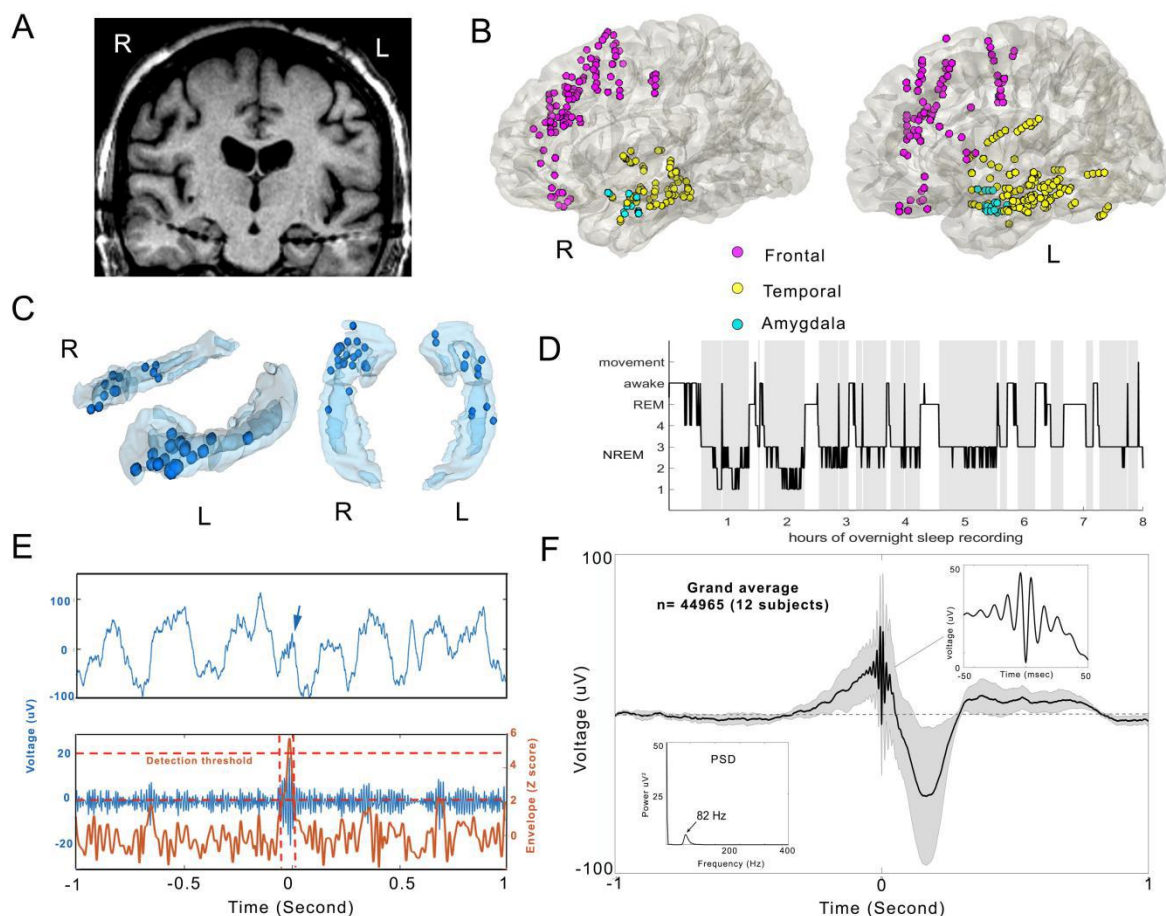 A
R
L
B
R
L
Frontal
Temporal
Amygdala
C
R
L
R
L
D
movement
awake
REM
4
NREM
3
2
1
1 2 3 4 5 6 7 8
hours of overnight sleep recording
E
100
0
-100
Voltage (uV)
20
0
-20
Detection threshold
6
4
2
0
Envelope (Z score)
-1 -0.5 0 0.5 1
Time (Second)
F
100
-100
Voltage (uV)
Grand average
n= 44965 (12 subjects)
50
0
voltage (uV)
-50 50
Time (msec)
50
0
Power uV²
PSD
82 Hz
200 400
Frequency (Hz)
-1 0 1
Time (Second)